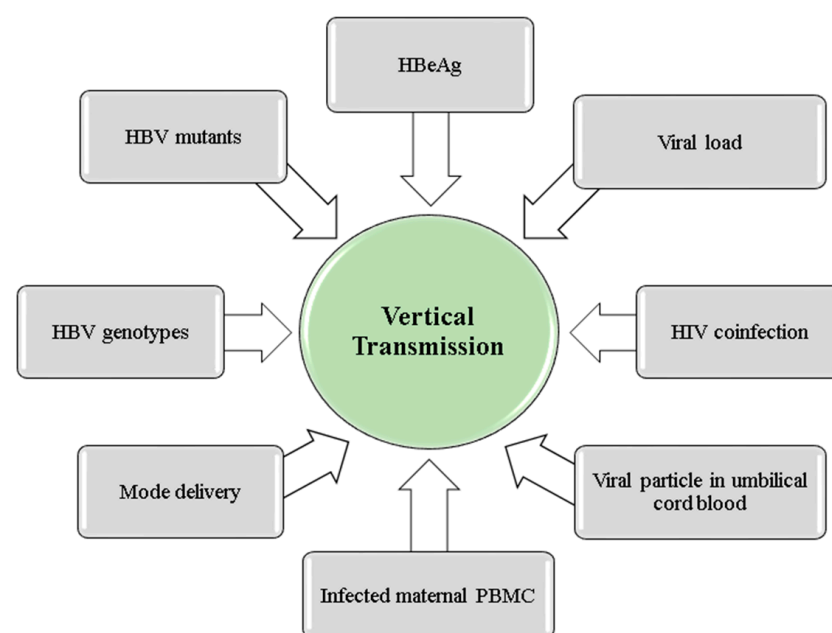 HBeAg
HBV mutants
Viral load
Vertical
Transmission
HBV genotypes
HIV coinfection
Mode delivery
Viral particle in umbilical
cord blood
Infected maternal PBMC